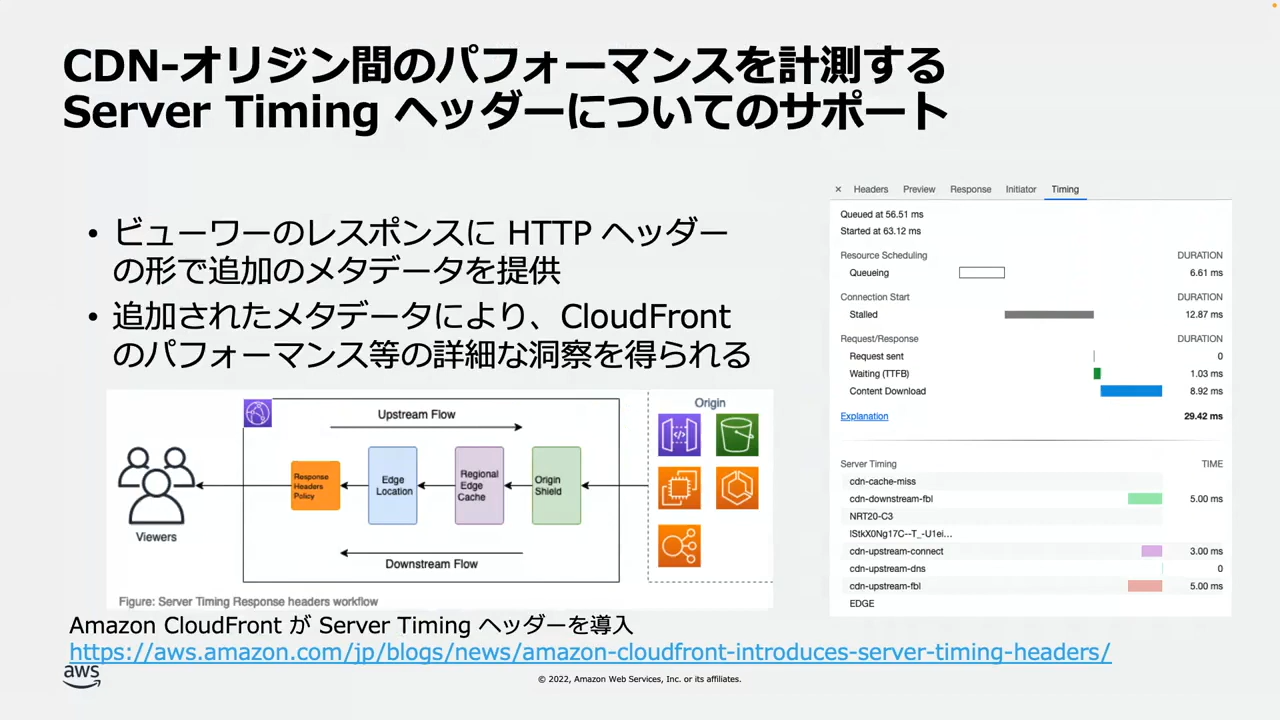 CDN-オリジン間のパフォーマンスを計測する
Server Timing ヘッダーについてのサポート
• ビューワーのレスポンスに HTTP ヘッダー
の形で追加のメタデータを提供
• 追加されたメタデータにより、CloudFront
のパフォーマンス等の詳細な洞察を得られる
Upstream Flow
Origin
Viewers
Response
Headers
Policy
Edge
Location
Regional
Edge
Cache
Origin
Shield
Downstream Flow
Figure: Server Timing Response headers workflow
× Headers Preview Response Initiator Timing
Queued at 56.51 ms
Started at 63.12 ms
Resource Scheduling DURATION
Queueing 6.61 ms
Connection Start DURATION
Stalled 12.87 ms
Request/Response DURATION
Request sent 0
Waiting (TTFB) 1.03 ms
Content Download 8.92 ms
Explanation 29.42 ms
Server Timing TIME
cdn-cache-miss
cdn-downstream-fbl 5.00 ms
NRT20-C3
lStkX0Ng17C--T_-U1ei…
cdn-upstream-connect 3.00 ms
cdn-upstream-dns 0
cdn-upstream-fbl 5.00 ms
EDGE
Amazon CloudFront が Server Timing ヘッダーを導入
https://aws.amazon.com/jp/blogs/news/amazon-cloudfront-introduces-server-timing-headers/
aws
© 2022, Amazon Web Services, Inc. or its affiliates.